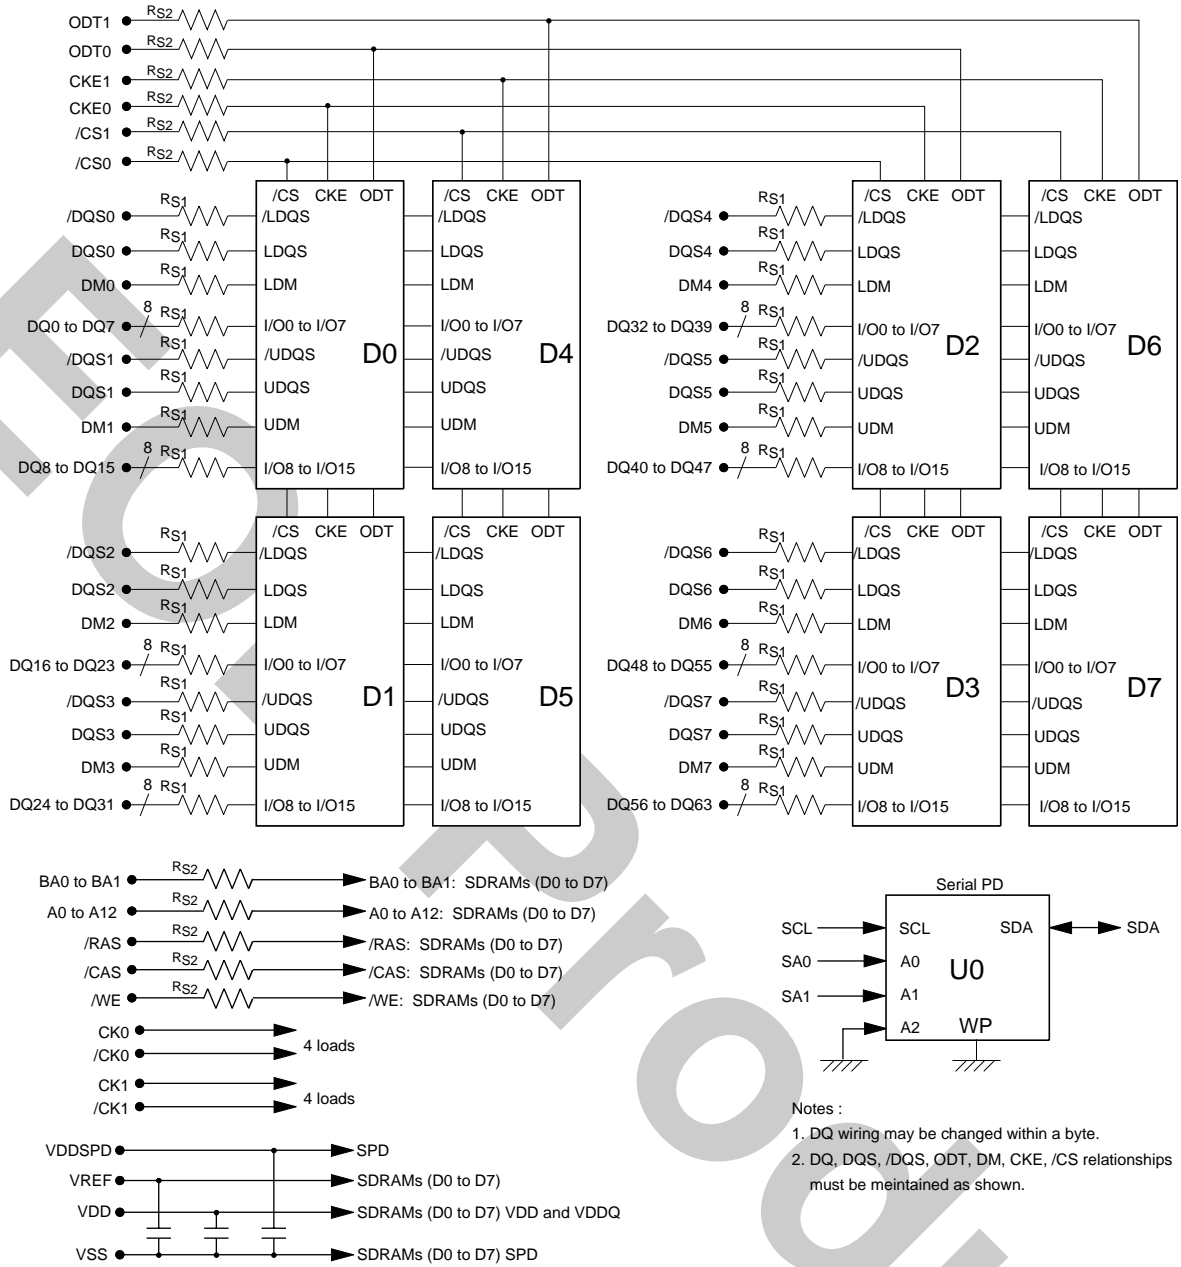 ODT1 RS2
ODT0 RS2
CKE1 RS2
CKE0 RS2
/CS1 RS2
/CS0 RS2
/CS CKE ODT /CS CKE ODT /CS CKE ODT /CS CKE ODT
/DQS0 RS1 /LDQS /LDQS /DQS4 RS1 /LDQS /LDQS
DQS0 RS1 LDQS LDQS DQS4 RS1 LDQS LDQS
DM0 RS1 LDM LDM DM4 RS1 LDM LDM
DQ0 to DQ7 8 RS1 I/O0 to I/O7 I/O0 to I/O7 DQ32 to DQ39 8 RS1 I/O0 to I/O7 I/O0 to I/O7
D0 D4 D2 D6
/DQS1 RS1 /UDQS /UDQS /DQS5 RS1 /UDQS /UDQS
DQS1 RS1 UDQS UDQS DQS5 RS1 UDQS UDQS
DM1 RS1 UDM UDM DM5 RS1 UDM UDM
DQ8 to DQ15 8 RS1 I/O8 to I/O15 I/O8 to I/O15 DQ40 to DQ47 8 RS1 I/O8 to I/O15 I/O8 to I/O15
/CS CKE ODT /CS CKE ODT /CS CKE ODT /CS CKE ODT
/DQS2 RS1 /LDQS /LDQS /DQS6 RS1 /LDQS /LDQS
DQS2 RS1 LDQS LDQS DQS6 RS1 LDQS LDQS
DM2 RS1 LDM LDM DM6 RS1 LDM LDM
DQ16 to DQ23 8 RS1 I/O0 to I/O7 I/O0 to I/O7 DQ48 to DQ55 8 RS1 I/O0 to I/O7 I/O0 to I/O7
D1 D5 D3 D7
/DQS3 RS1 /UDQS /UDQS /DQS7 RS1 /UDQS /UDQS
DQS3 RS1 UDQS UDQS DQS7 RS1 UDQS UDQS
DM3 RS1 UDM UDM DM7 RS1 UDM UDM
DQ24 to DQ31 8 RS1 I/O8 to I/O15 I/O8 to I/O15 DQ56 to DQ63 8 RS1 I/O8 to I/O15 I/O8 to I/O15
BA0 to BA1 RS2 BA0 to BA1: SDRAMs (D0 to D7)
A0 to A12 RS2 A0 to A12: SDRAMs (D0 to D7)
/RAS RS2 /RAS: SDRAMs (D0 to D7)
/CAS RS2 /CAS: SDRAMs (D0 to D7)
/WE RS2 /WE: SDRAMs (D0 to D7)
CK0
/CK0
4 loads
CK1
/CK1
4 loads
VDDSPD SPD
VREF SDRAMs (D0 to D7)
VDD SDRAMs (D0 to D7) VDD and VDDQ
VSS SDRAMs (D0 to D7) SPD
Serial PD
SCL SCL SDA SDA
SA0 A0
U0
SA1 A1
A2 WP
Notes :
1. DQ wiring may be changed within a byte.
2. DQ, DQS, /DQS, ODT, DM, CKE, /CS relationships
must be meintained as shown.